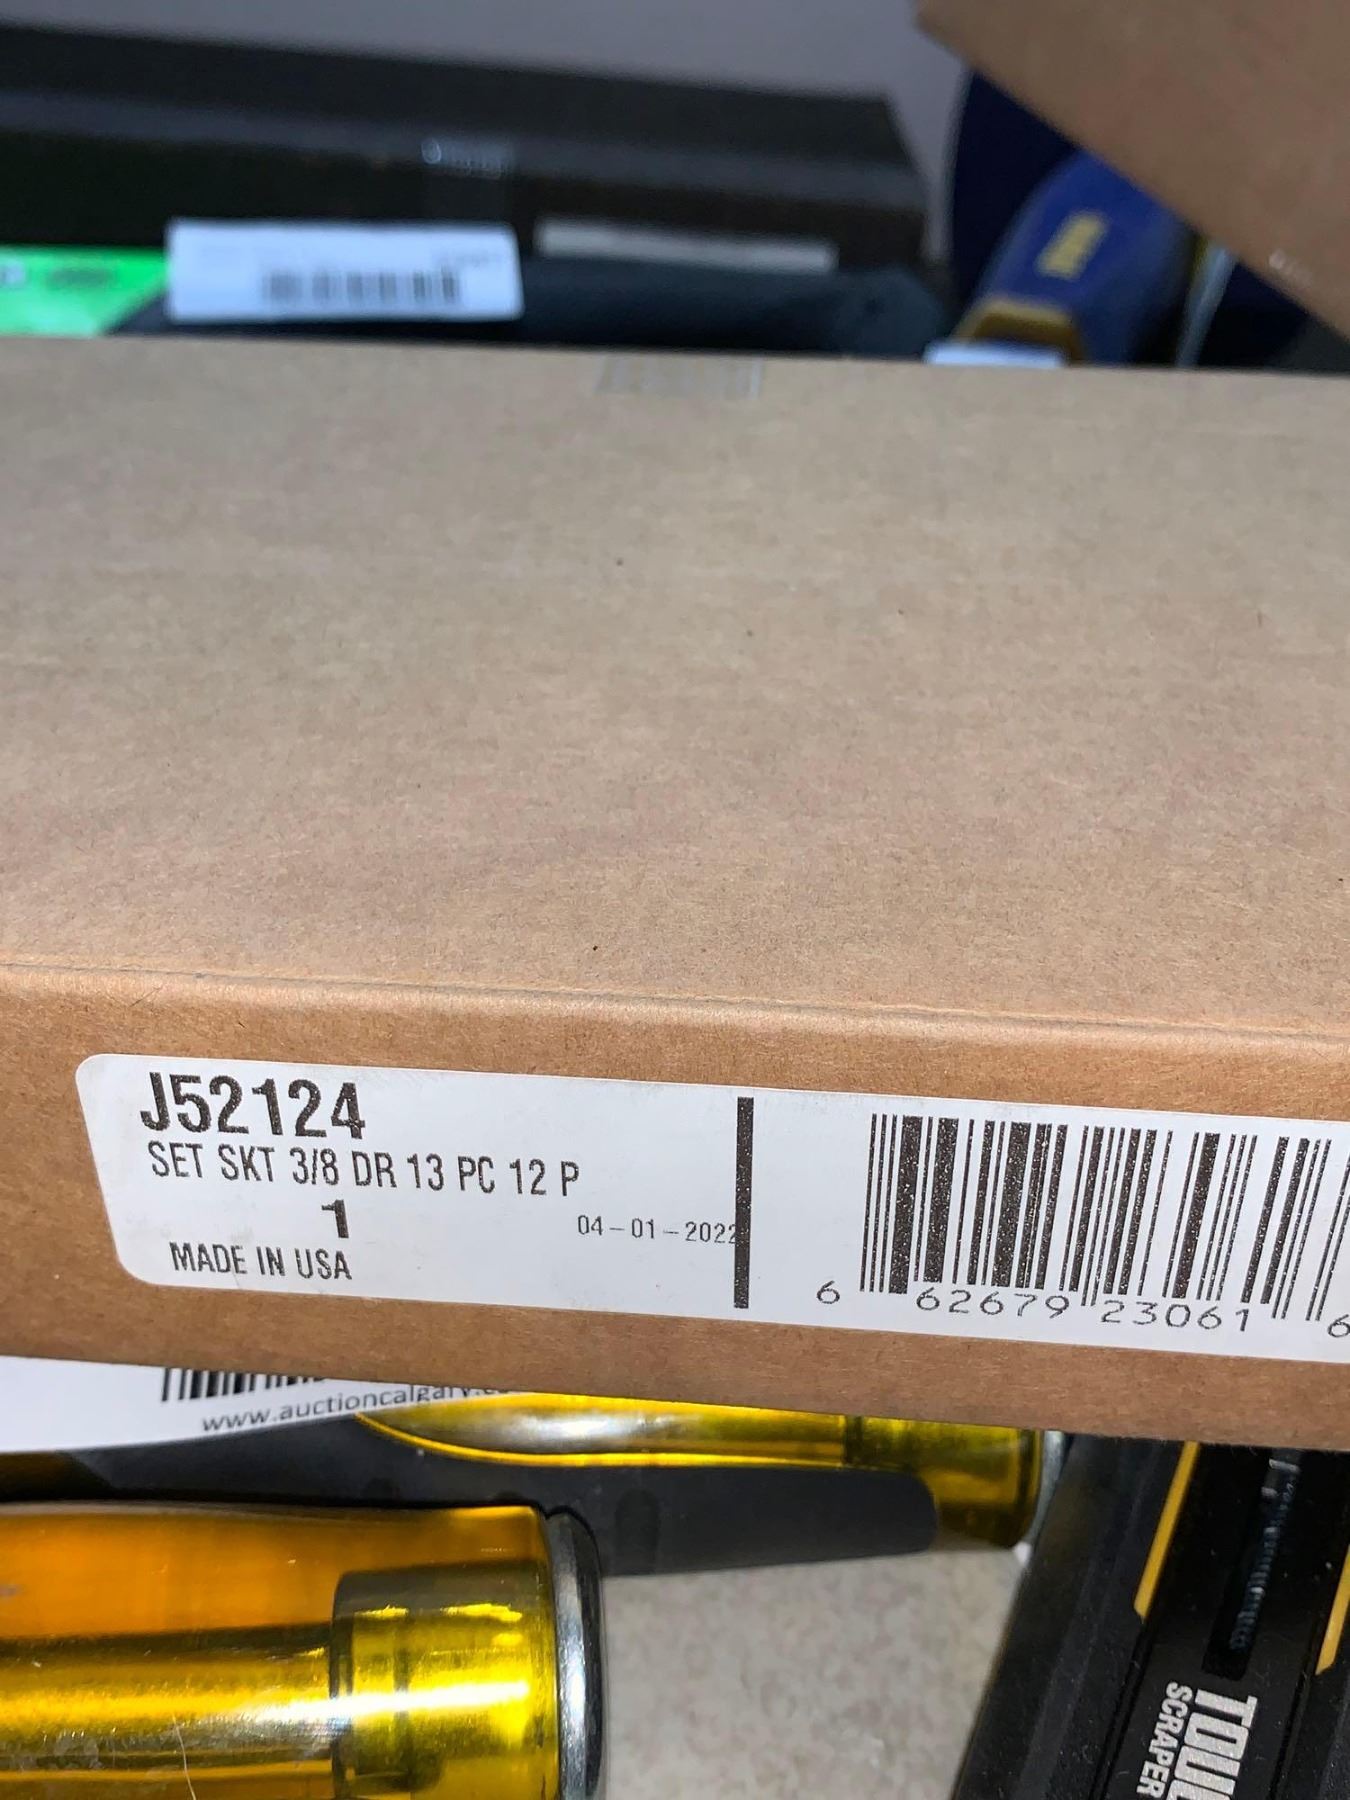 J52124
SET SKT 3/8 DR 13 PC 12 P
1
04-01-2022
MADE IN USA
6 62679 23061 6
www.auctioncalgary.c
TOU
SCRAPER